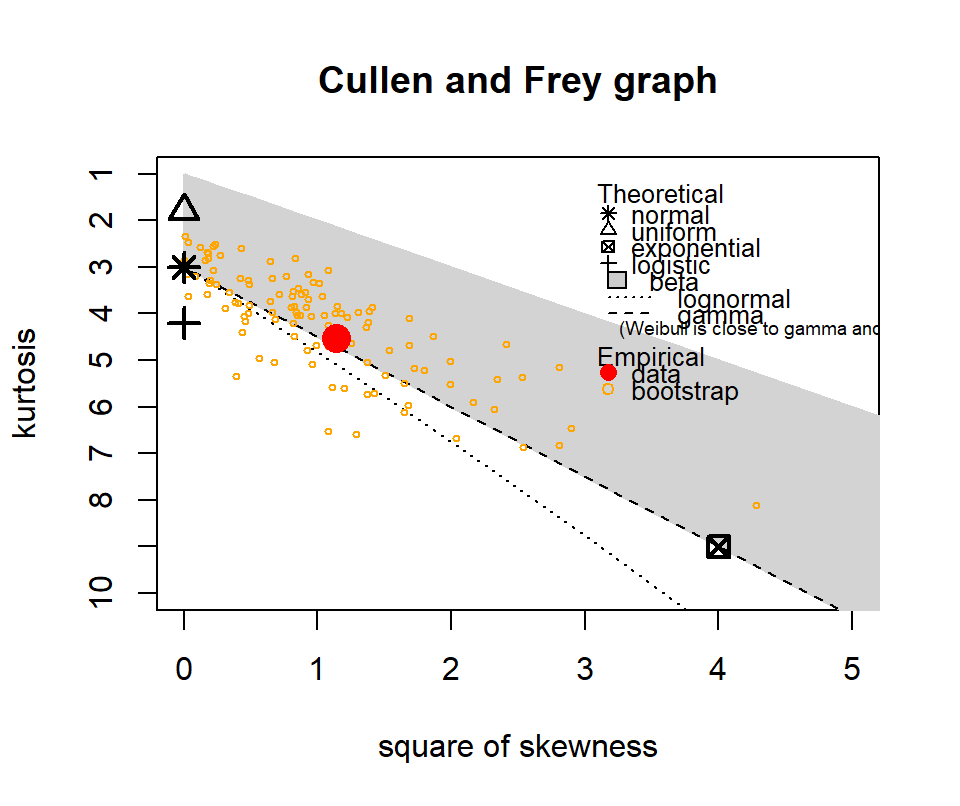 Cullen and Frey graph
kurtosis
1
2
3
4
5
6
7
8
10
Theoretical
normal
uniform
exponential
logistic
beta
lognormal
gamma
(Weibull is close to gamma and
Empirical
data
bootstrap
0 1 2 3 4 5
square of skewness